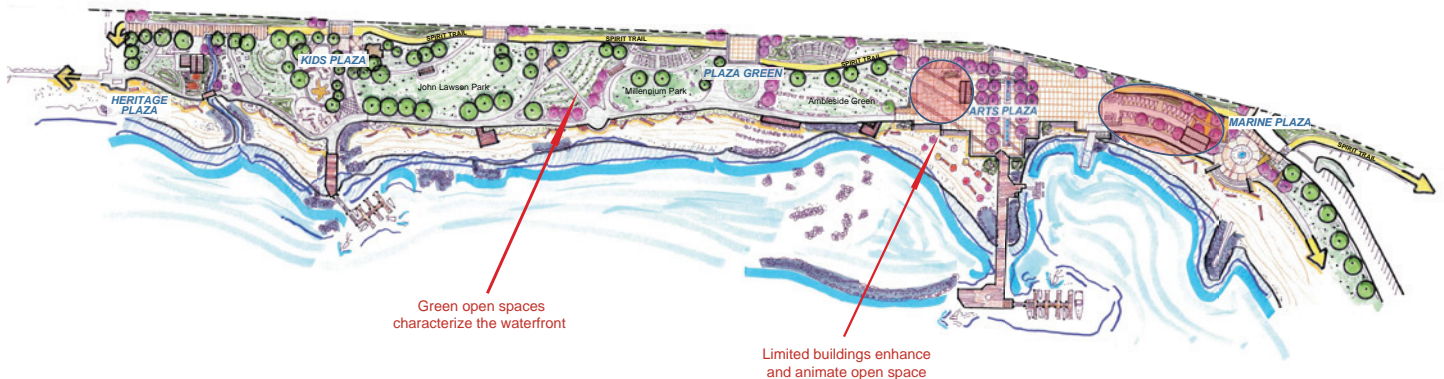 SPIRIT TRAIL
SPIRIT TRAIL
SPIRIT TRAIL
SPIRIT TRAIL
KIDS PLAZA
PLAZA GREEN
HERITAGE
PLAZA
John Lawson Park
Millennium Park
Ambleside Green
ARTS PLAZA
MARINE PLAZA
Green open spaces
characterize the waterfront
Limited buildings enhance
and animate open space